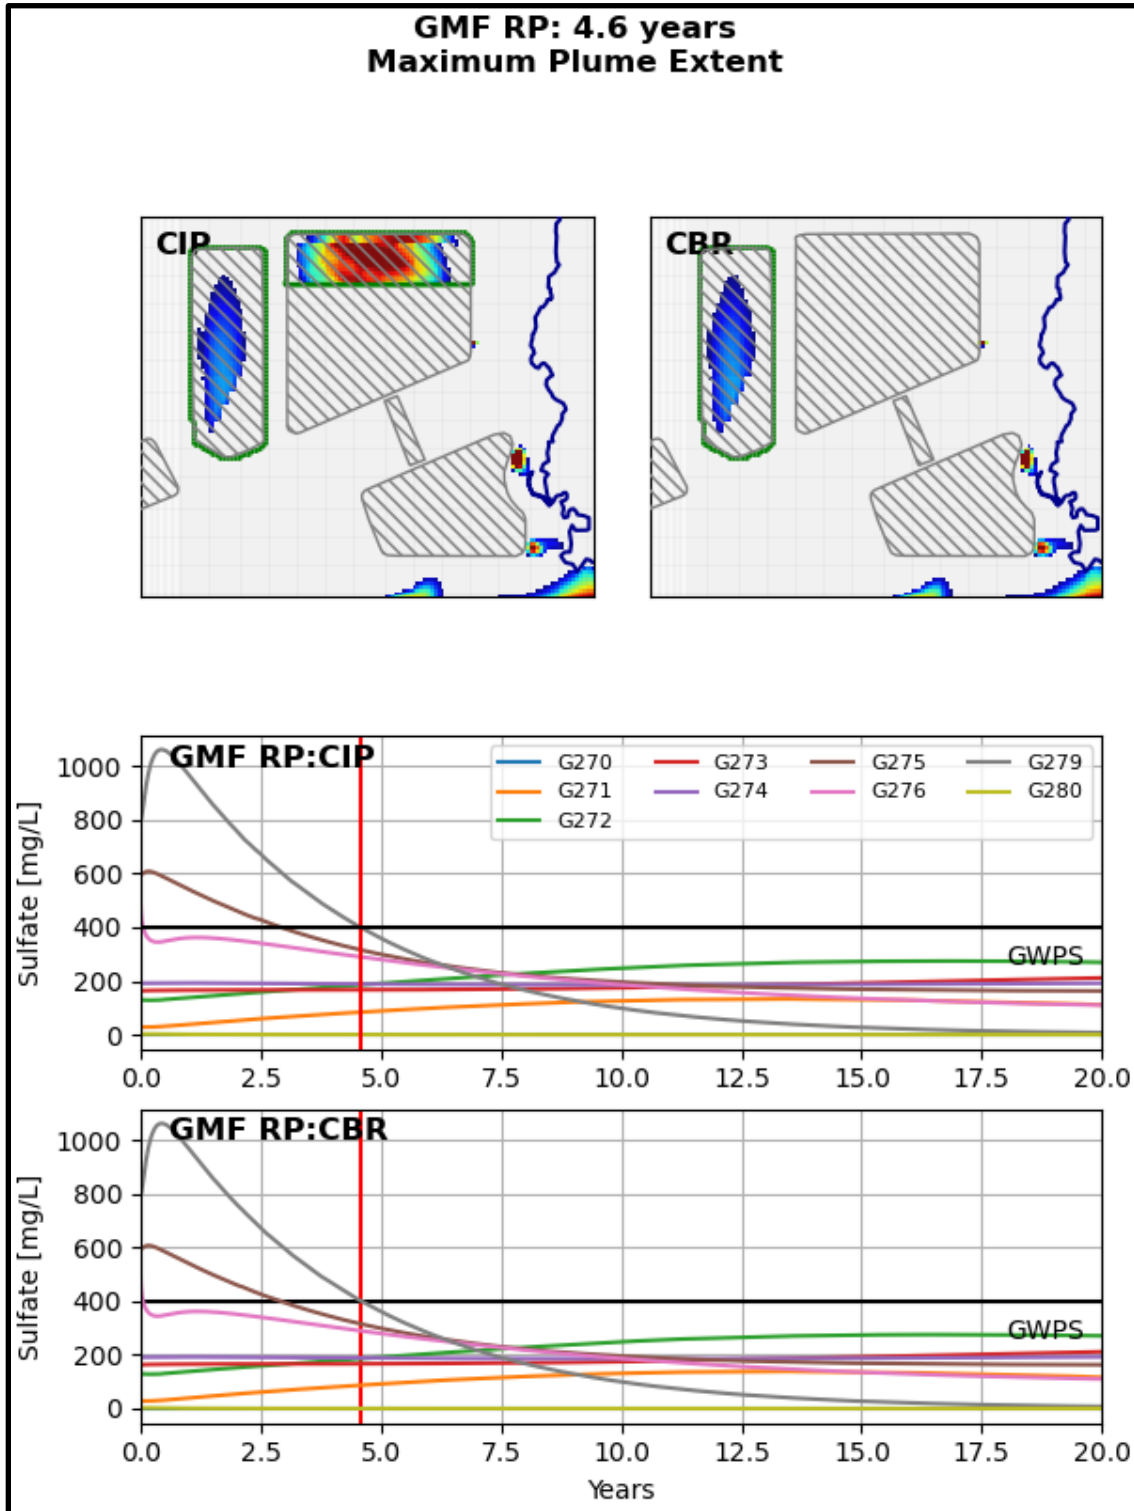 GMF RP: 4.6 years
Maximum Plume Extent
CIP
CBR
GMF RP:CIP
G270
G273
G275
G279
G271
G274
G276
G280
G272
Sulfate [mg/L]
1000
800
600
400
200
0
GWPS
0.0 2.5 5.0 7.5 10.0 12.5 15.0 17.5 20.0
GMF RP:CBR
Sulfate [mg/L]
1000
800
600
400
200
0
GWPS
0.0 2.5 5.0 7.5 10.0 12.5 15.0 17.5 20.0
Years